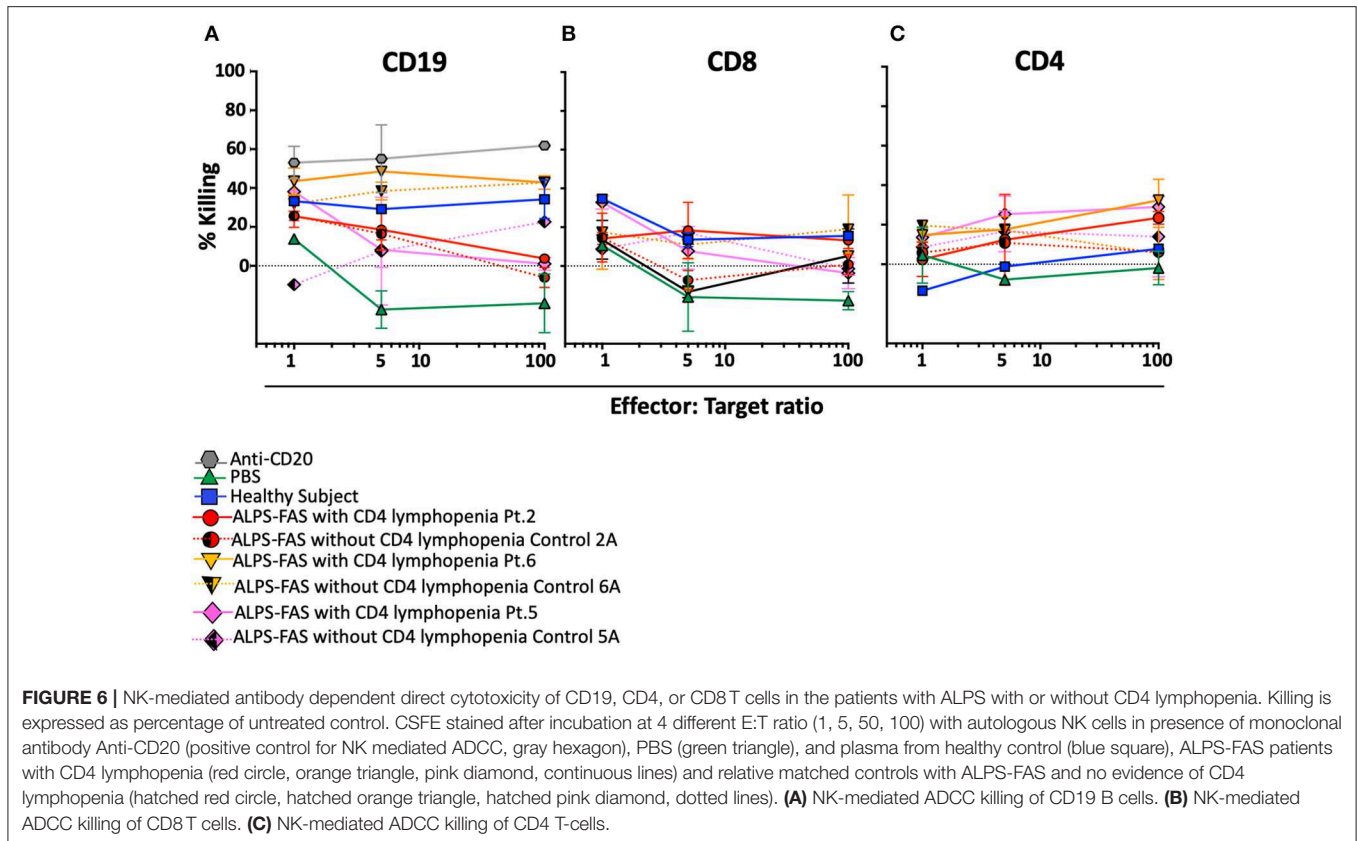 A
B
C
CD19
CD8
CD4
100
80
60
40
20
0
% Killing
1 5 10 100
1 5 10 100
1 5 10 100
Effector: Target ratio
Anti-CD20
PBS
Healthy Subject
ALPS-FAS with CD4 lymphopenia Pt.2
ALPS-FAS without CD4 lymphopenia Control 2A
ALPS-FAS with CD4 lymphopenia Pt.6
ALPS-FAS without CD4 lymphopenia Control 6A
ALPS-FAS with CD4 lymphopenia Pt.5
ALPS-FAS without CD4 lymphopenia Control 5A
FIGURE 6 | NK-mediated antibody dependent direct cytotoxicity of CD19, CD4, or CD8 T cells in the patients with ALPS with or without CD4 lymphopenia. Killing is
expressed as percentage of untreated control. CSFE stained after incubation at 4 different E:T ratio (1, 5, 50, 100) with autologous NK cells in presence of monoclonal
antibody Anti-CD20 (positive control for NK mediated ADCC, gray hexagon), PBS (green triangle), and plasma from healthy control (blue square), ALPS-FAS patients
with CD4 lymphopenia (red circle, orange triangle, pink diamond, continuous lines) and relative matched controls with ALPS-FAS and no evidence of CD4
lymphopenia (hatched red circle, hatched orange triangle, hatched pink diamond, dotted lines). (A) NK-mediated ADCC killing of CD19 B cells. (B) NK-mediated
ADCC killing of CD8 T cells. (C) NK-mediated ADCC killing of CD4 T-cells.